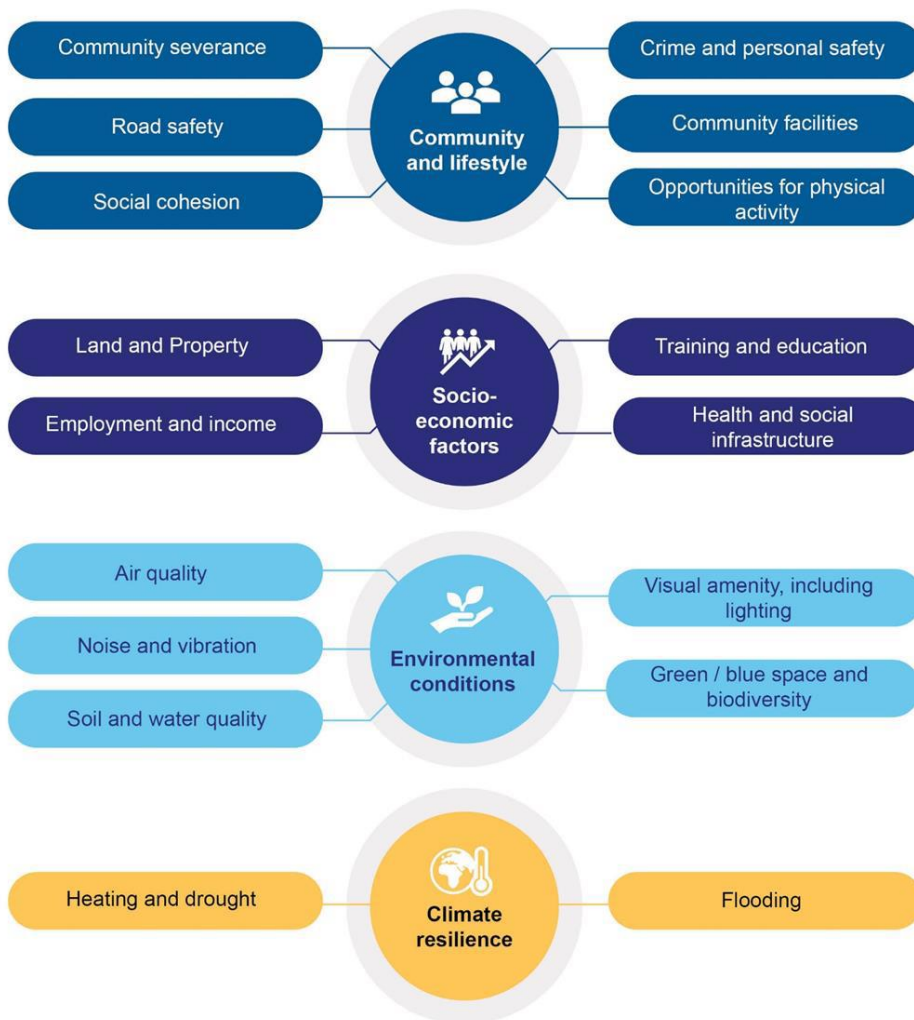 Community severance
Road safety
Social cohesion
Community
and lifestyle
Crime and personal safety
Community facilities
Opportunities for physical
activity
Land and Property
Employment and income
Socio-
economic
factors
Training and education
Health and social
infrastructure
Air quality
Noise and vibration
Soil and water quality
Environmental
conditions
Visual amenity, including
lighting
Green / blue space and
biodiversity
Heating and drought
Climate
resilience
Flooding